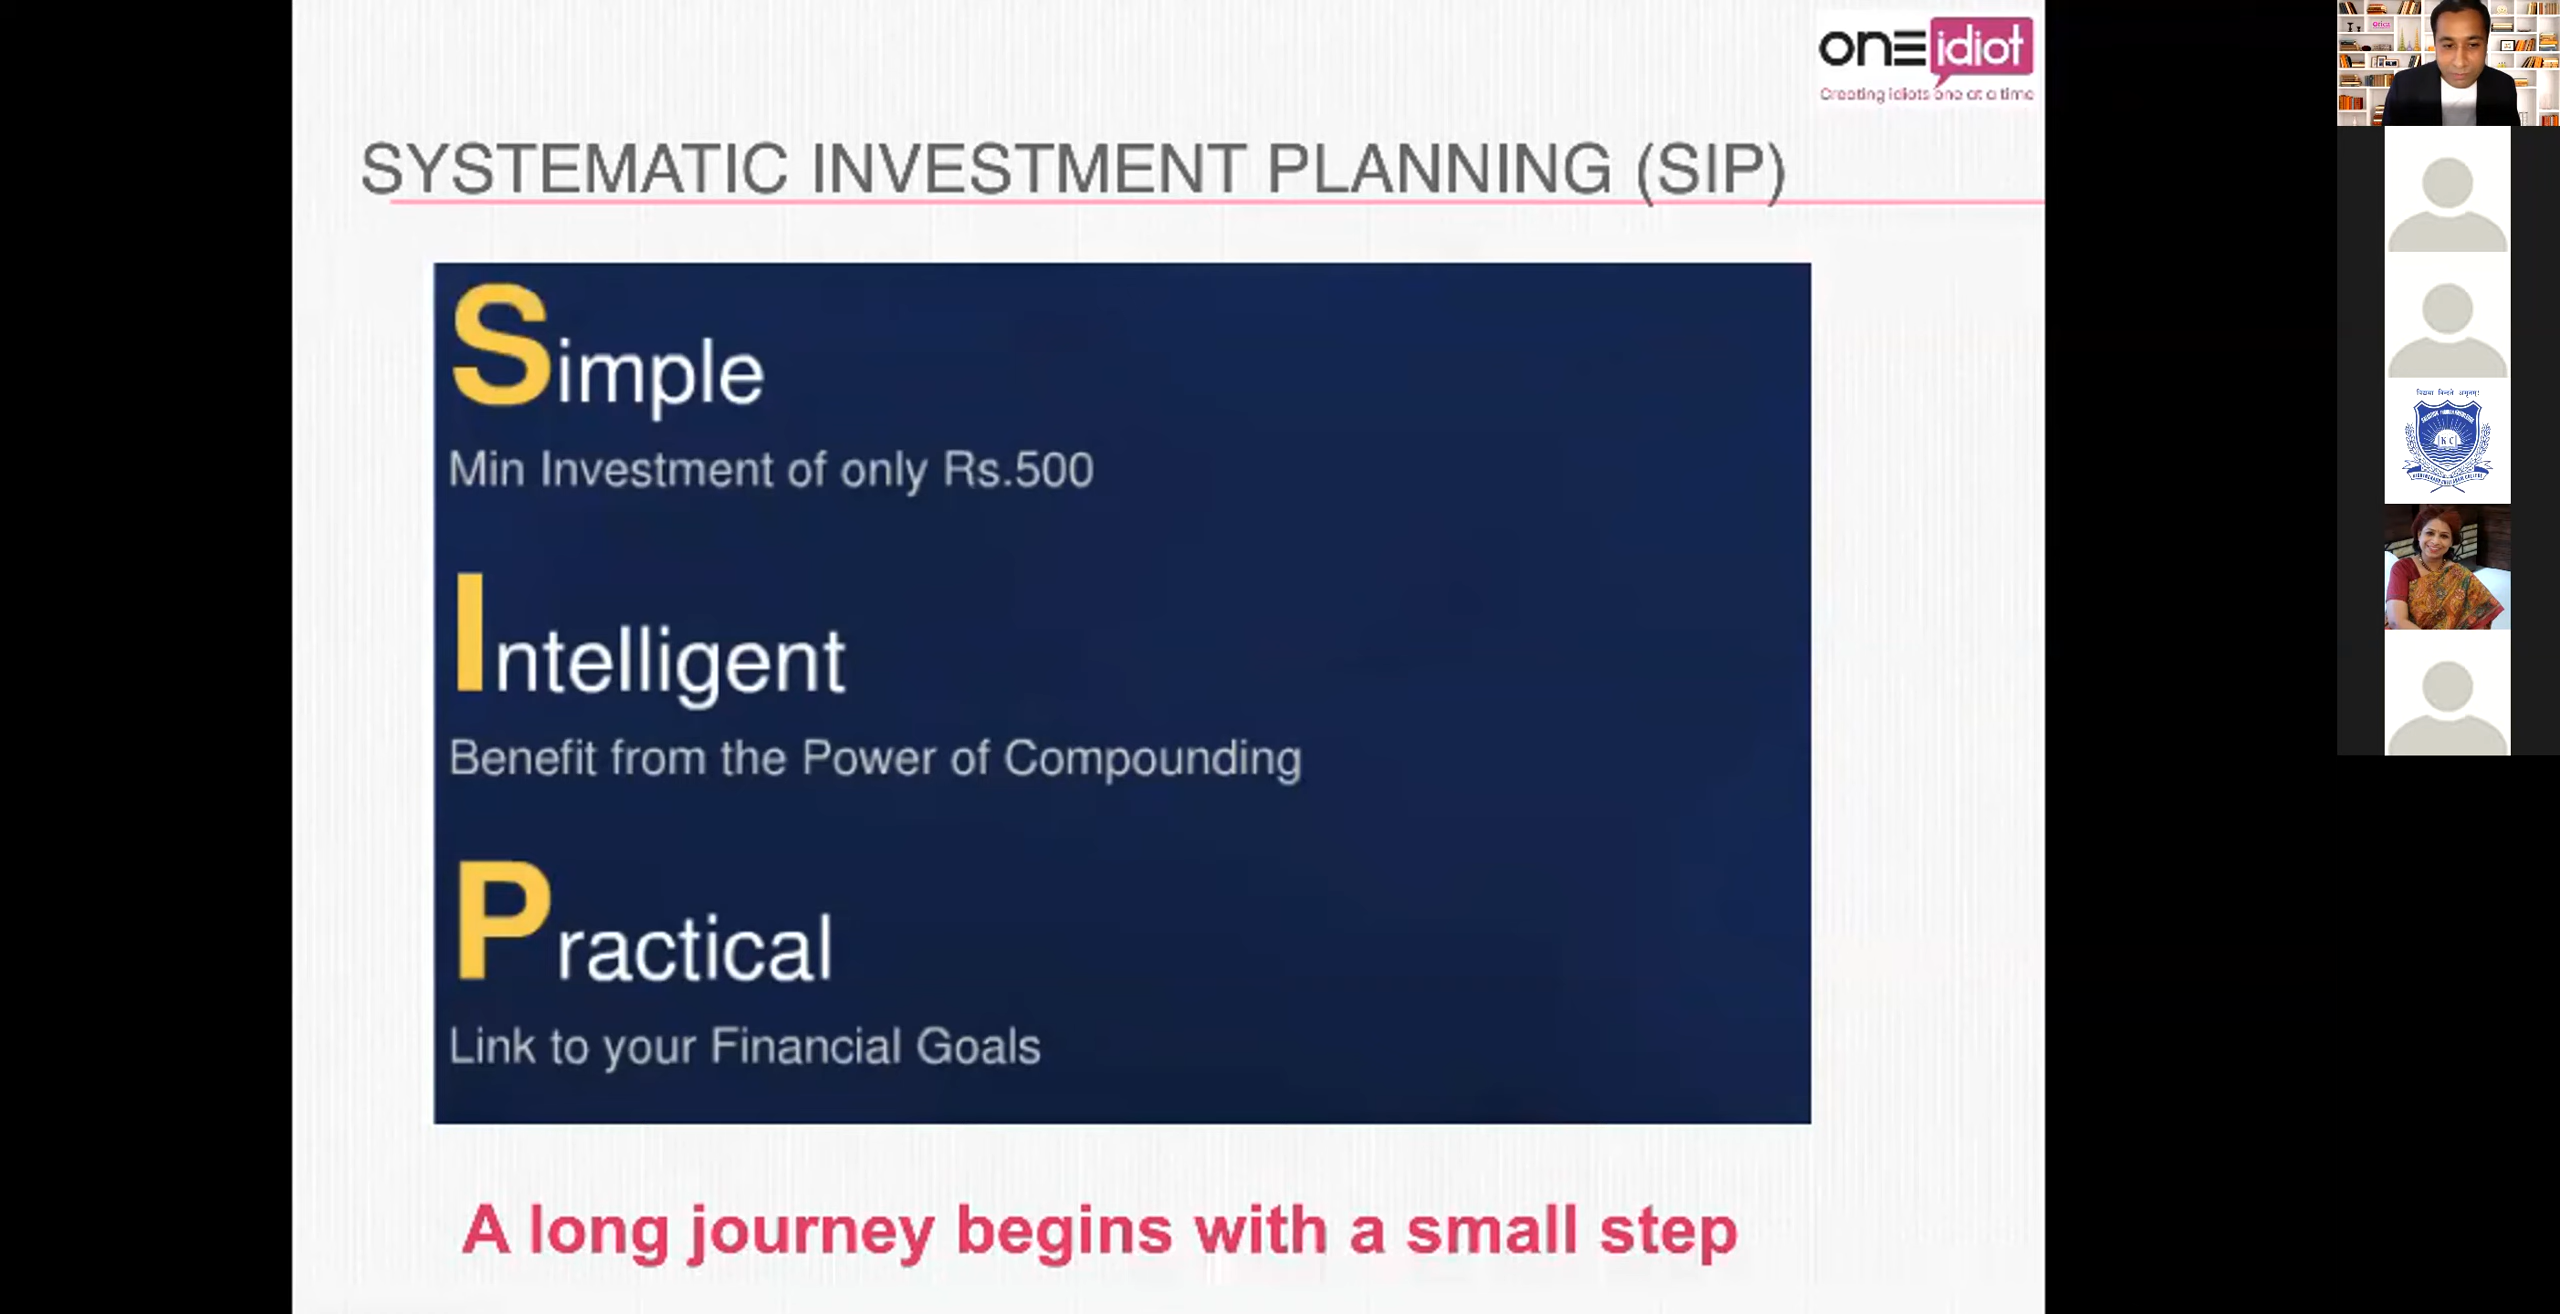 onE idiot
Creating idiots one at a time
SYSTEMATIC INVESTMENT PLANNING (SIP)
Simple
Min Investment of only Rs.500
Intelligent
Benefit from the Power of Compounding
Practical
Link to your Financial Goals
A long journey begins with a small step
KC